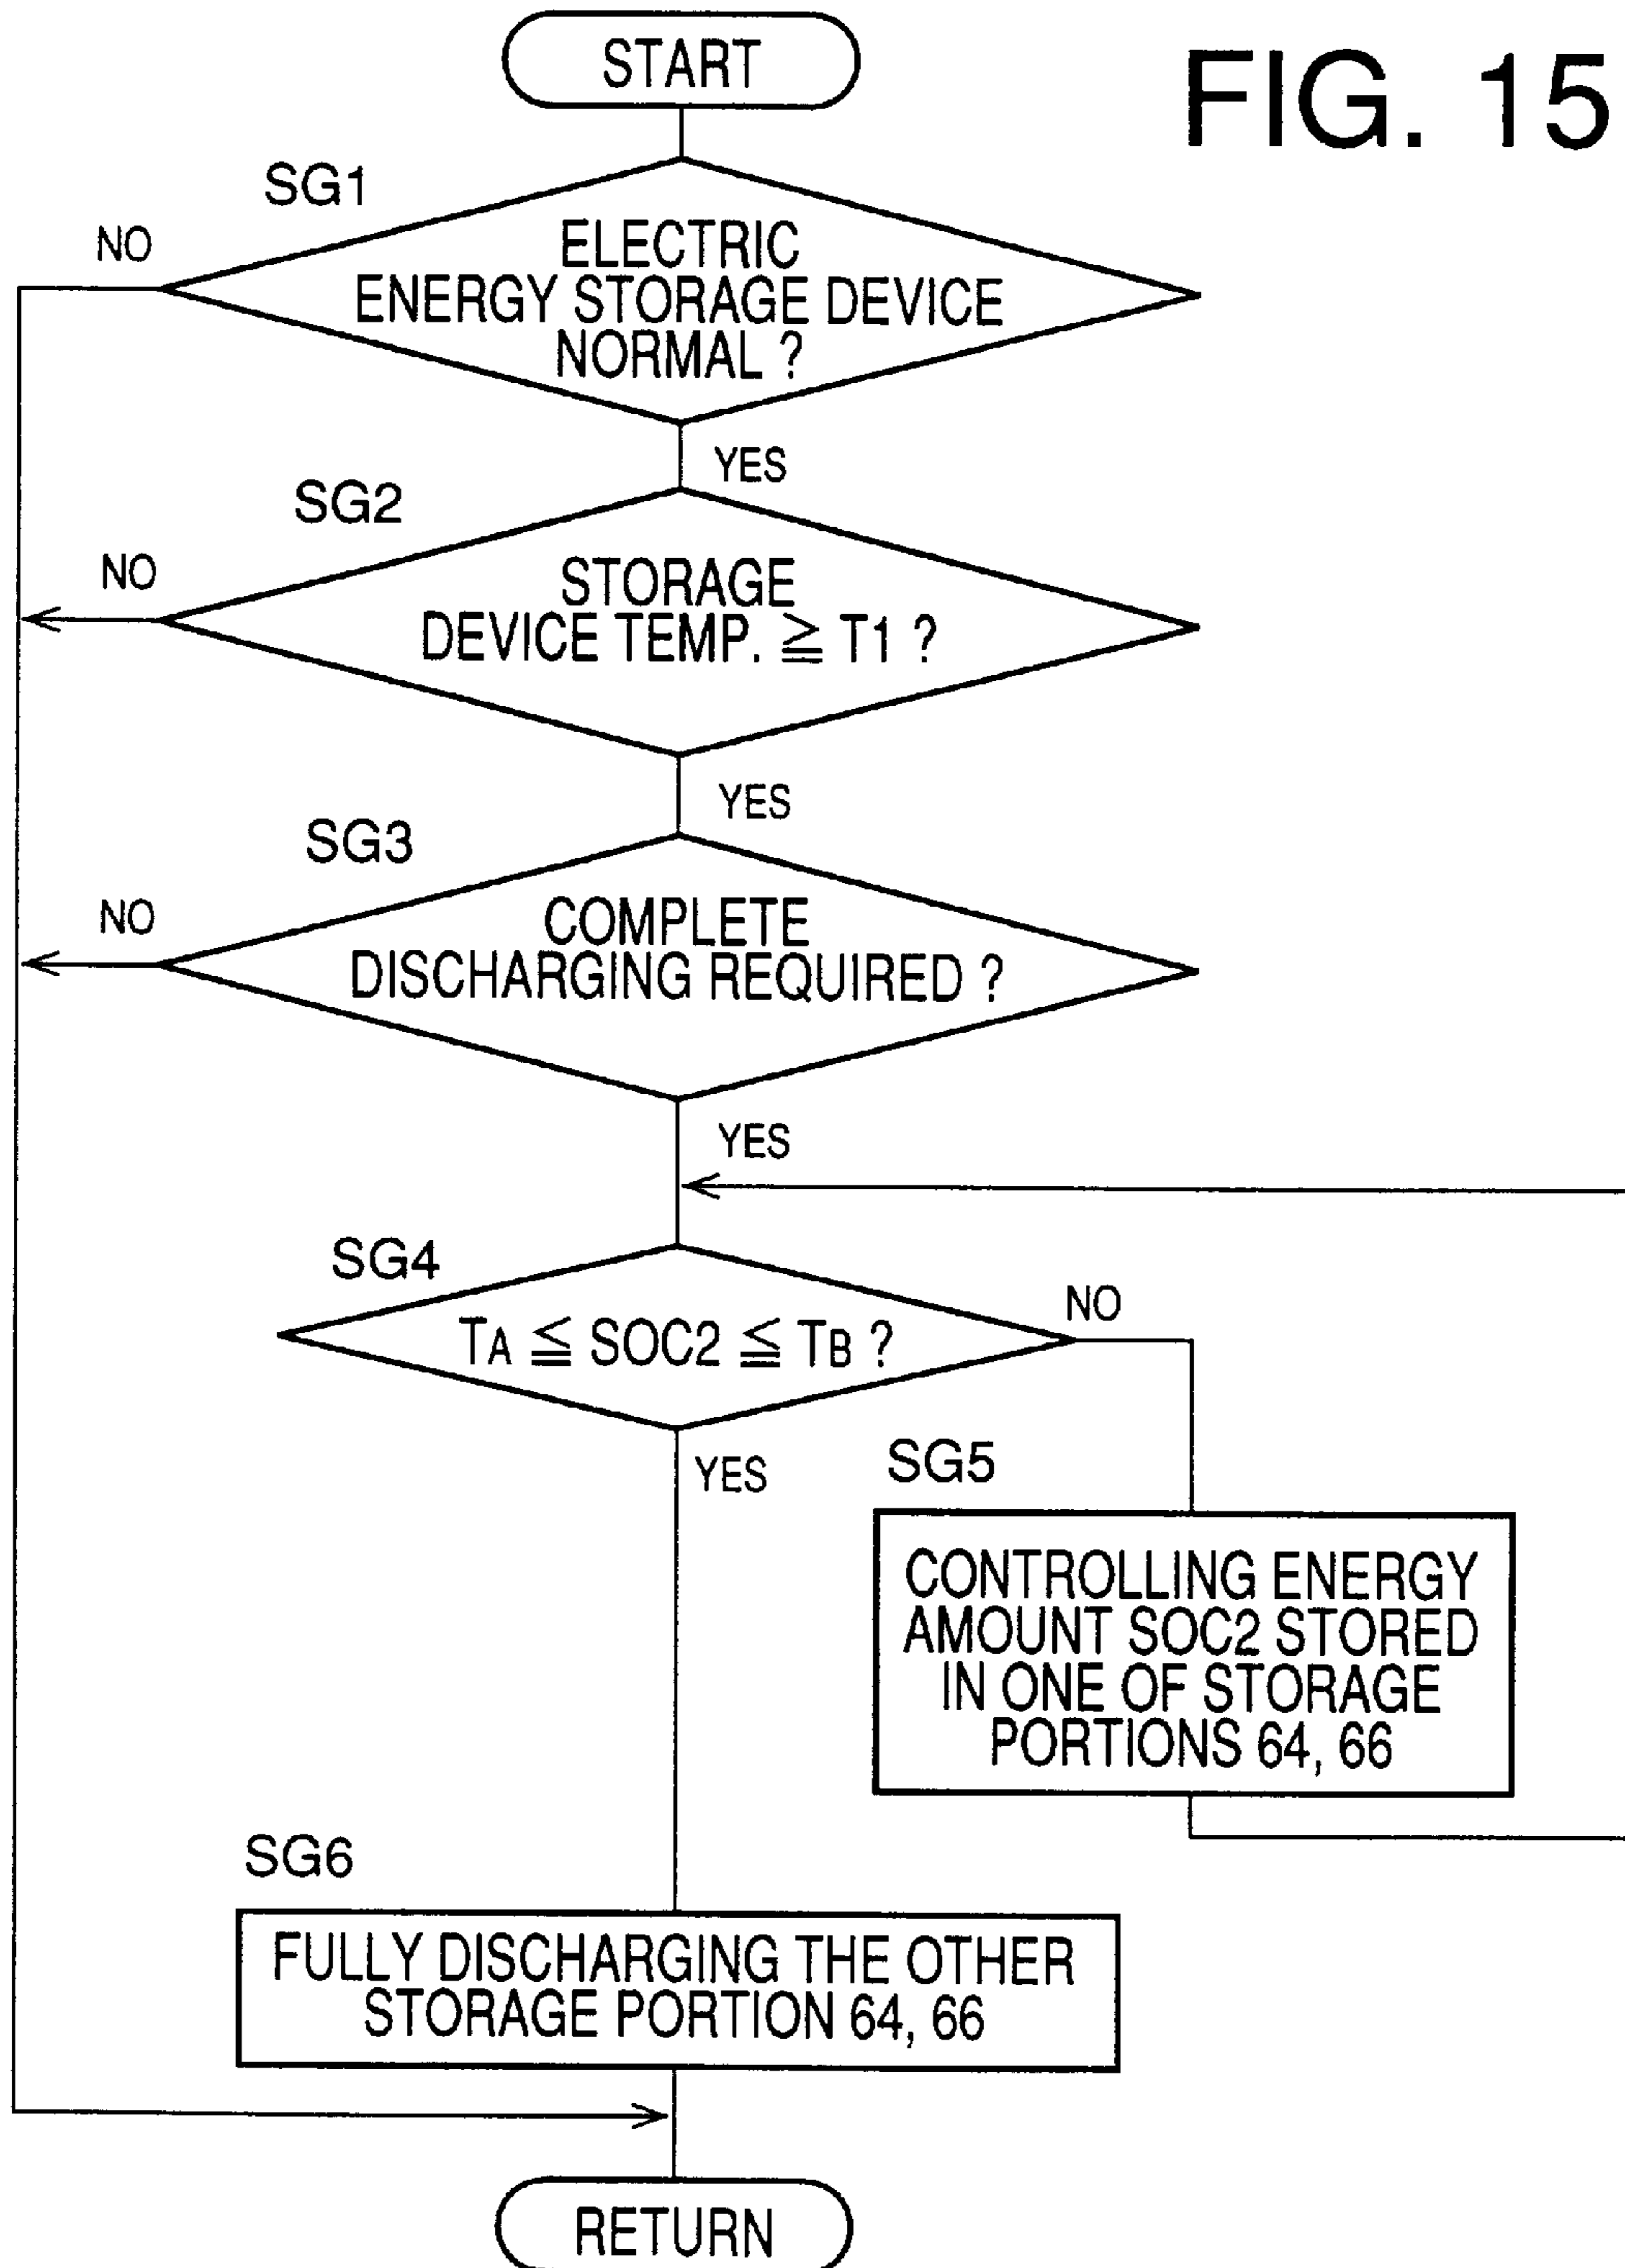 FIG. 15
START
SG1
NO
ELECTRIC
ENERGY STORAGE DEVICE
NORMAL ?
YES
SG2
NO
STORAGE
DEVICE TEMP. ≧ T1 ?
YES
SG3
NO
COMPLETE
DISCHARGING REQUIRED ?
YES
SG4
NO
TA ≦ SOC2 ≦ TB ?
YES
SG5
CONTROLLING ENERGY
AMOUNT SOC2 STORED
IN ONE OF STORAGE
PORTIONS 64, 66
SG6
FULLY DISCHARGING THE OTHER
STORAGE PORTION 64, 66
RETURN